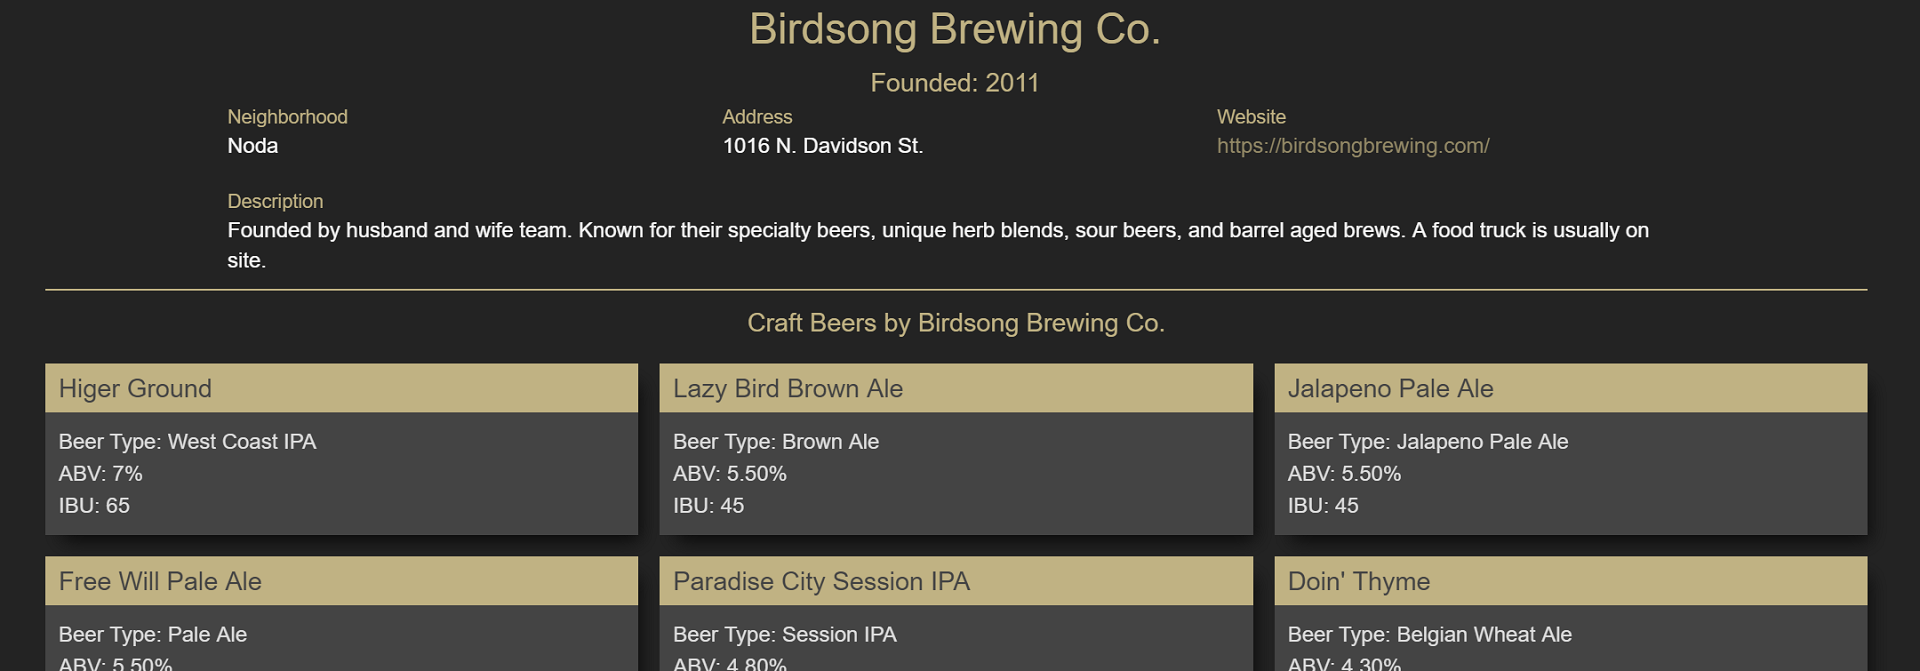 Birdsong Brewing Co.
Founded: 2011
Neighborhood
Noda
Address
1016 N. Davidson St.
Website
https://birdsongbrewing.com/
Description
Founded by husband and wife team. Known for their specialty beers, unique herb blends, sour beers, and barrel aged brews. A food truck is usually on
site.
Craft Beers by Birdsong Brewing Co.
Higer Ground
Beer Type: West Coast IPA
ABV: 7%
IBU: 65
Lazy Bird Brown Ale
Beer Type: Brown Ale
ABV: 5.50%
IBU: 45
Jalapeno Pale Ale
Beer Type: Jalapeno Pale Ale
ABV: 5.50%
IBU: 45
Free Will Pale Ale
Beer Type: Pale Ale
ABV: 5.50%
Paradise City Session IPA
Beer Type: Session IPA
ABV: 4.80%
Doin' Thyme
Beer Type: Belgian Wheat Ale
ABV: 4.30%